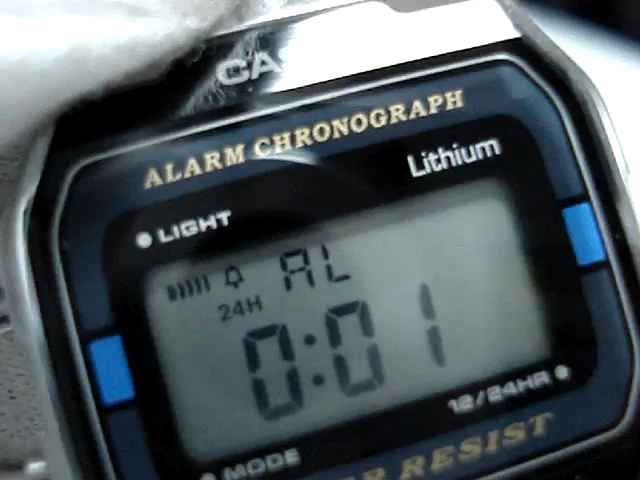 CA
ALARM CHRONOGRAPH
Lithium
LIGHT
AL
24H
0:01
12/24HR
MODE
R RESIST